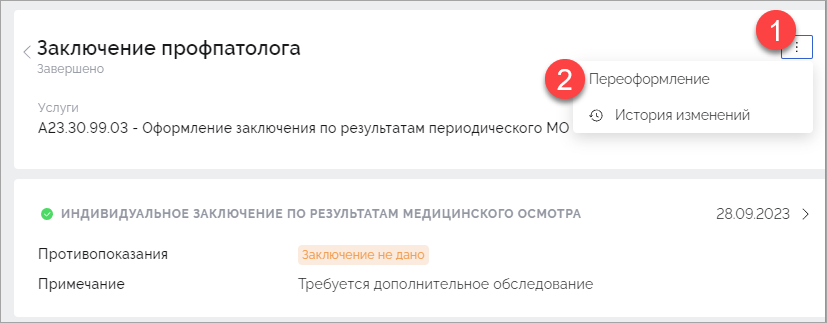 1
Заключение профпатолога
Завершено
2
Переоформление
История изменений
Услуги
А23.30.99.03 - Оформление заключения по результатам периодического МО
ИНДИВИДУАЛЬНОЕ ЗАКЛЮЧЕНИЕ ПО РЕЗУЛЬТАТАМ МЕДИЦИНСКОГО ОСМОТРА 28.09.2023
Противопоказания Заключение не дано
Примечание Требуется дополнительное обследование